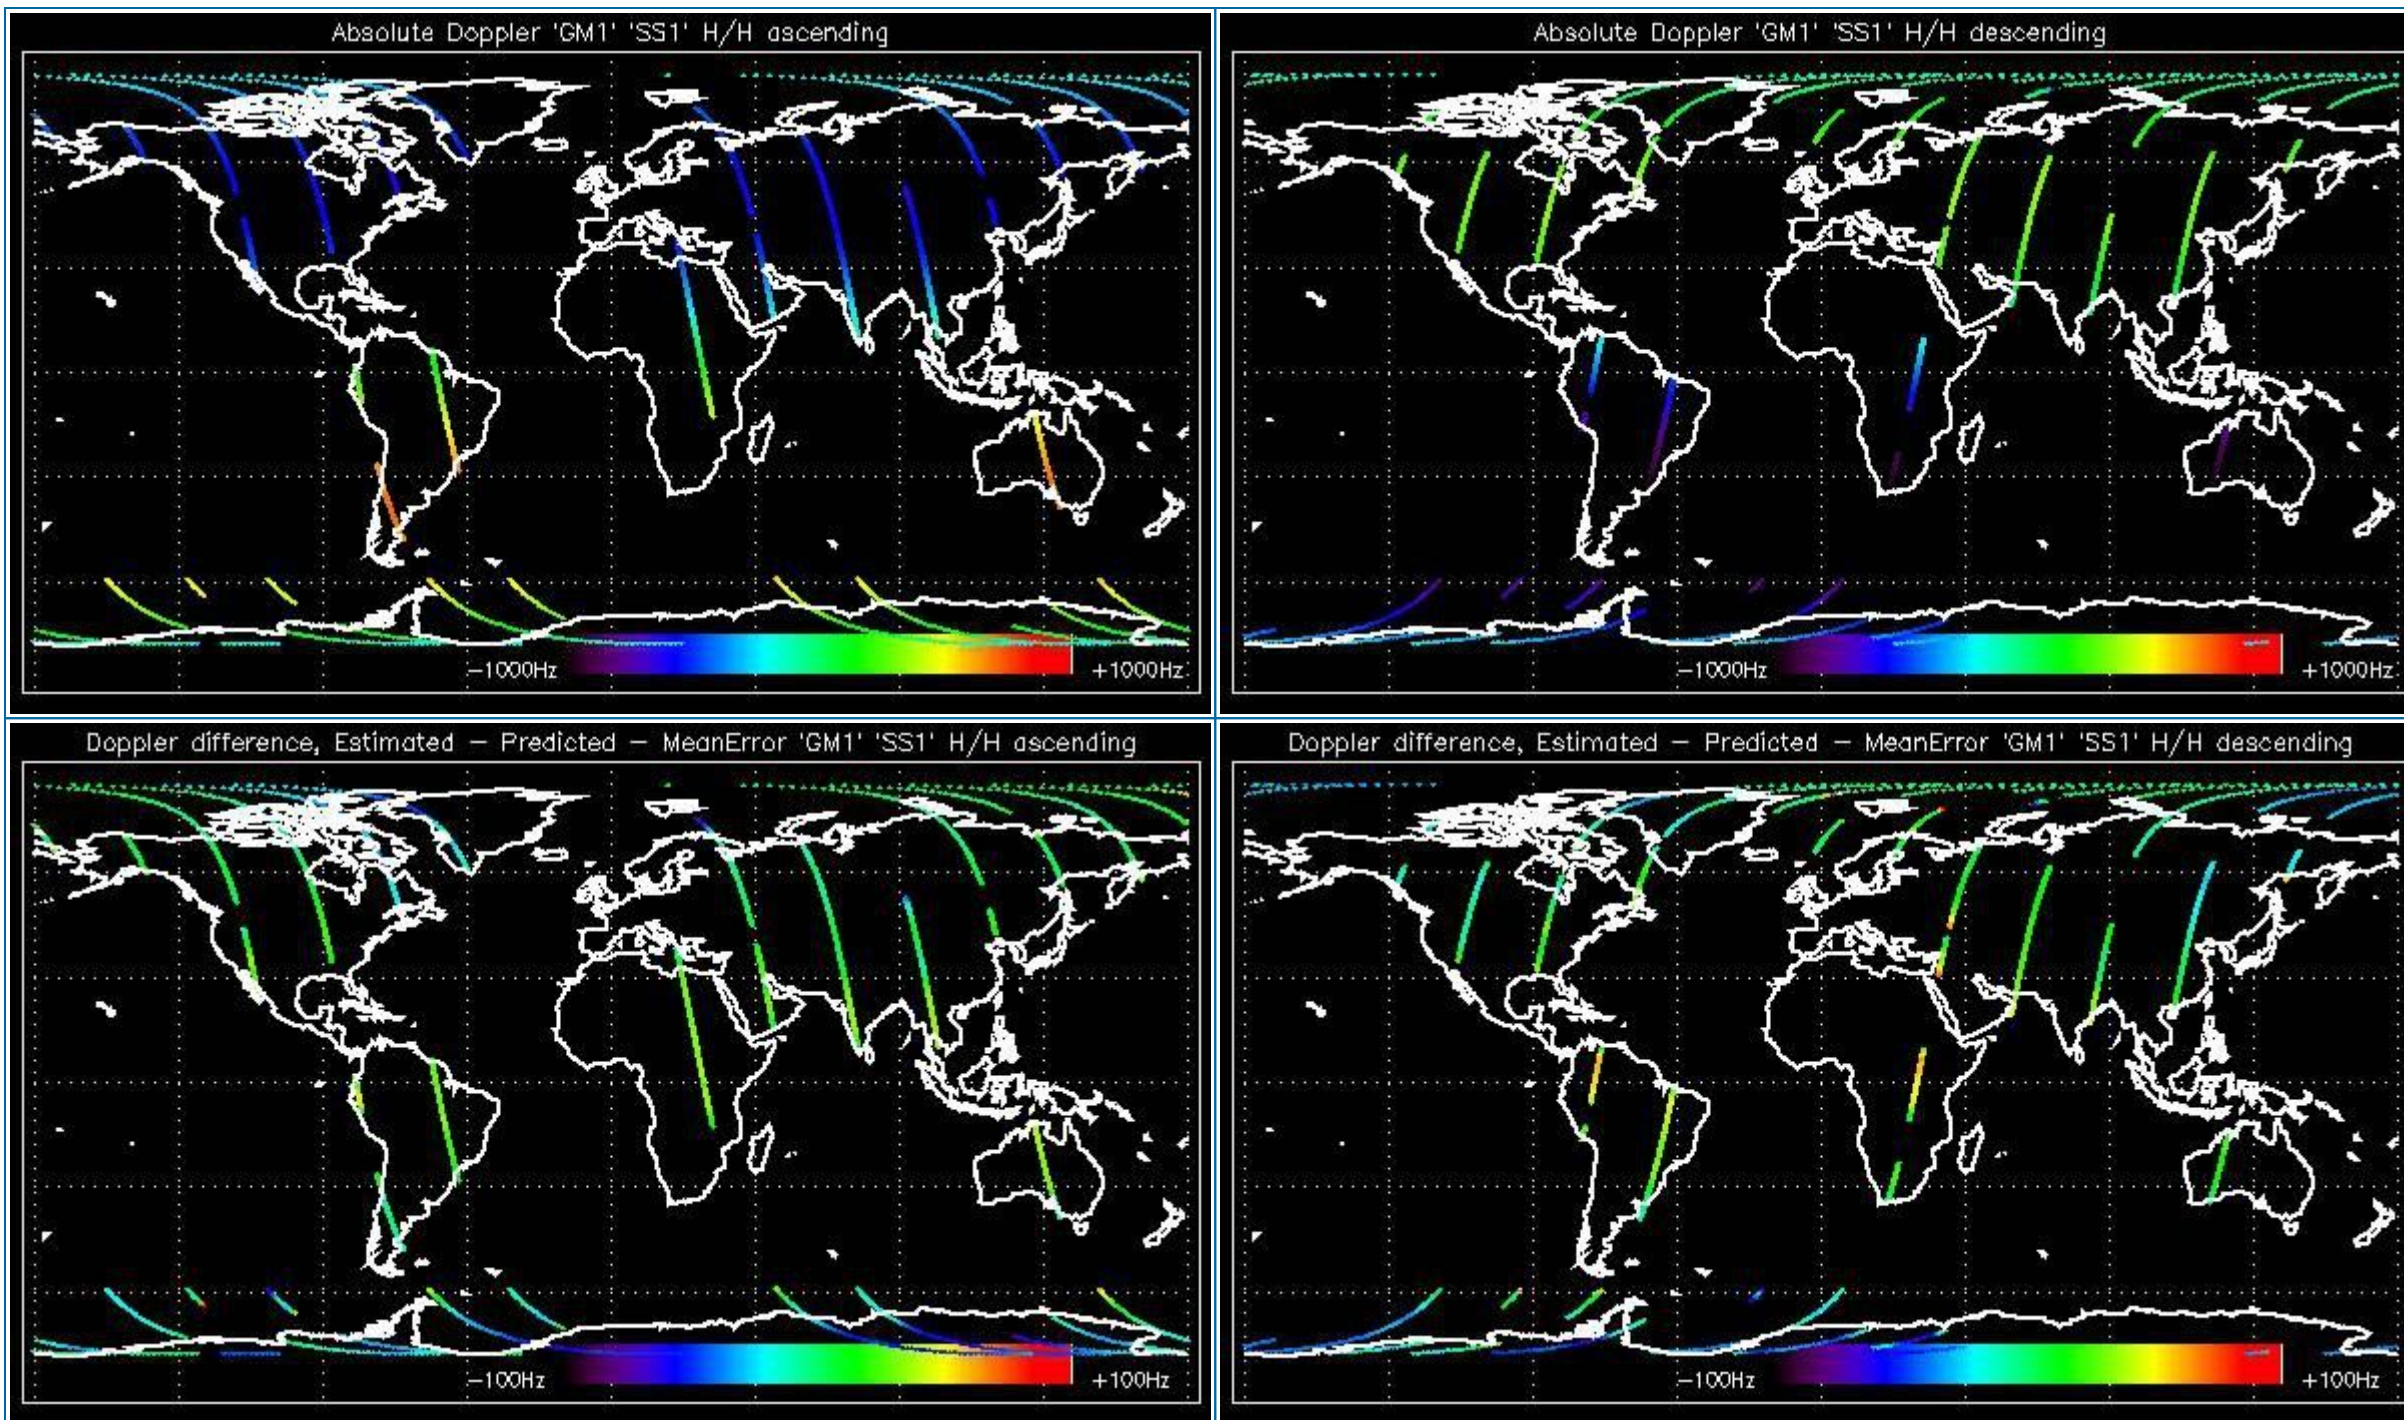 Absolute Doppler 'GM1' 'SS1' H/H ascending
−1000Hz
+1000Hz
Absolute Doppler 'GM1' 'SS1' H/H descending
−1000Hz
+1000Hz
Doppler difference, Estimated − Predicted − MeanError 'GM1' 'SS1' H/H ascending
−100Hz
+100Hz
Doppler difference, Estimated − Predicted − MeanError 'GM1' 'SS1' H/H descending
−100Hz
+100Hz